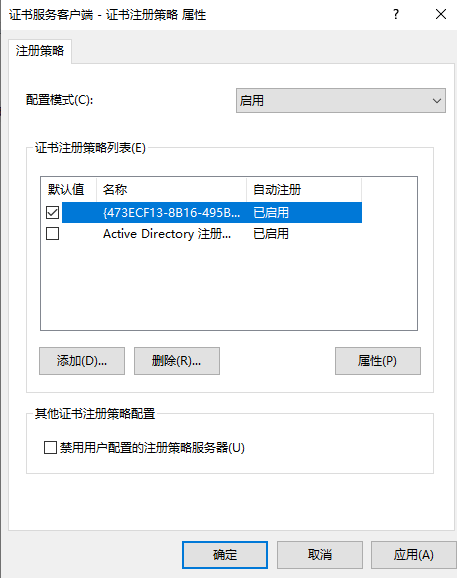 证书服务客户端 - 证书注册策略 属性
注册策略
配置模式(C):
启用
证书注册策略列表(E)
默认值 名称 自动注册
{473ECF13-8B16-495B... 已启用
Active Directory 注册... 已启用
添加(D)... 删除(R)... 属性(P)
其他证书注册策略配置
禁用用户配置的注册策略服务器(U)
确定 取消 应用(A)